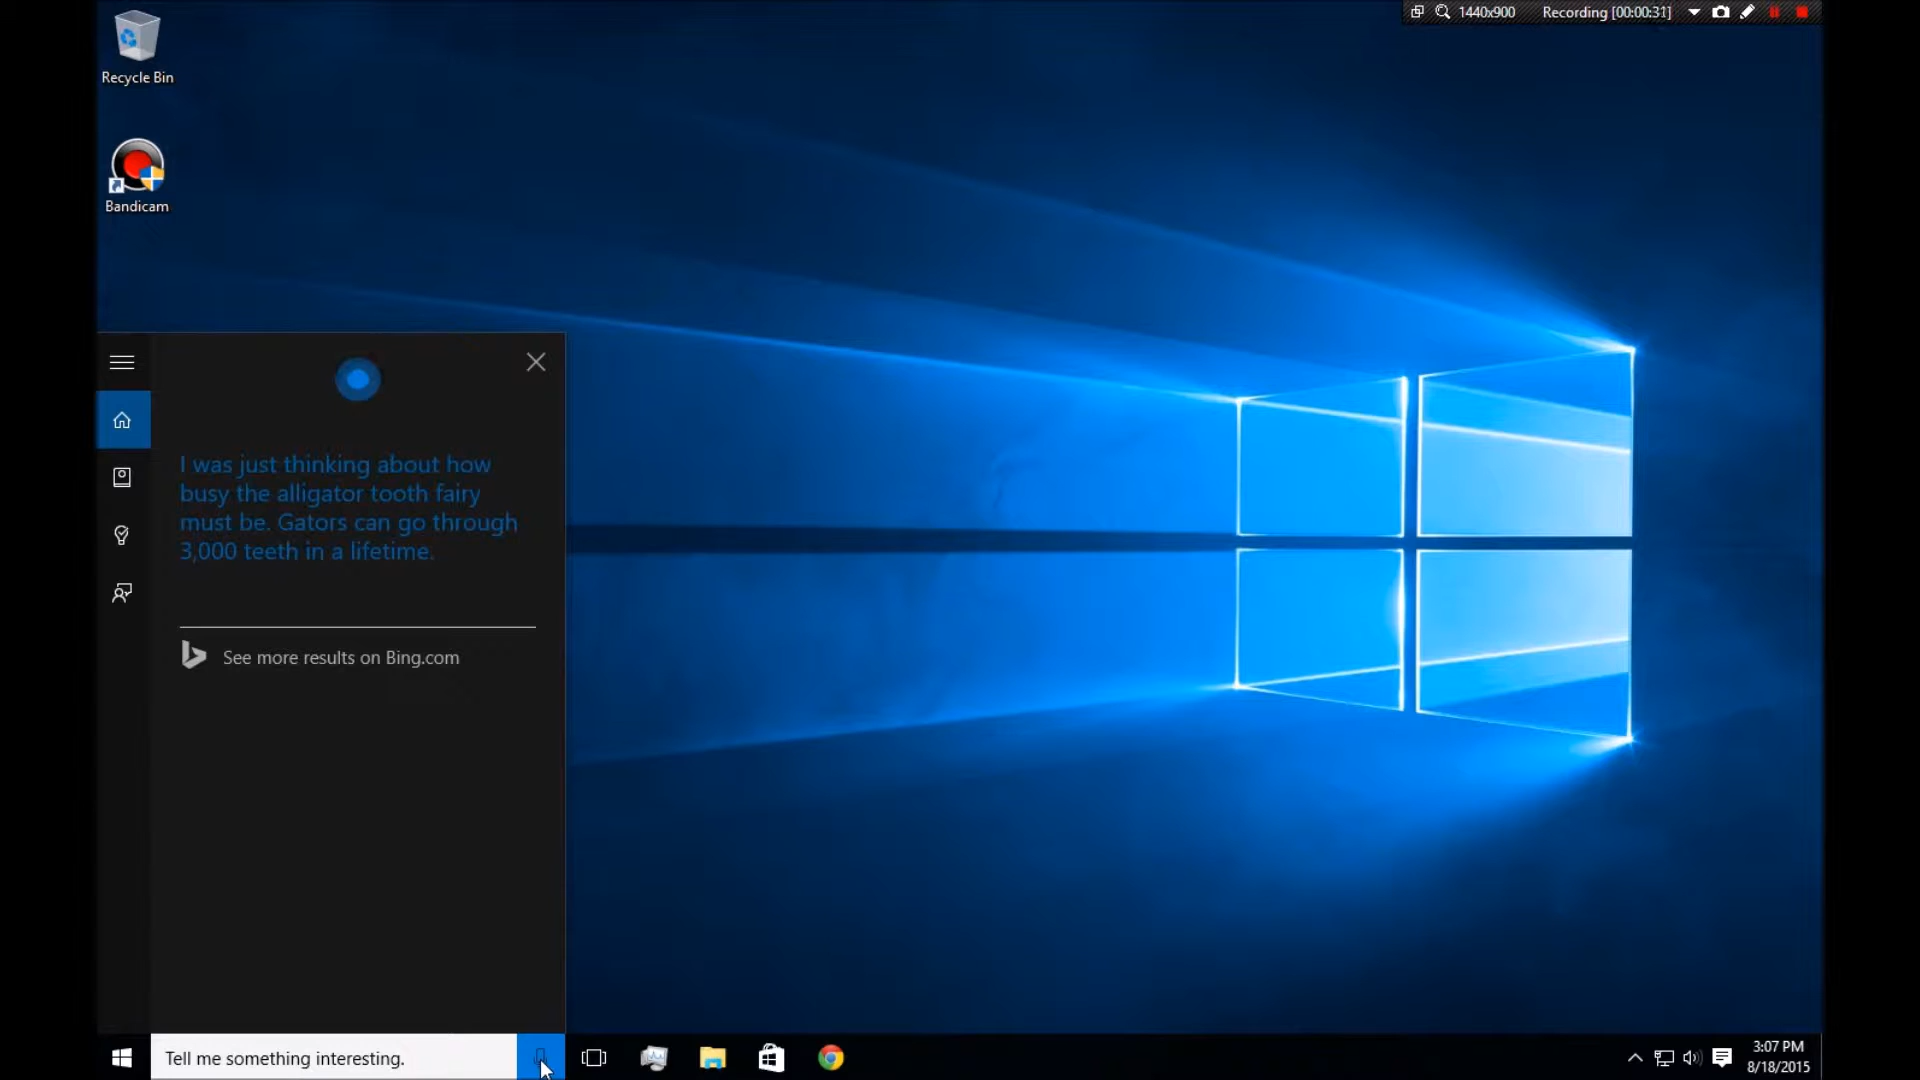 1440x900 Recording [00:00:31]
Recycle Bin
Bandicam
I was just thinking about how
busy the alligator tooth fairy
must be. Gators can go through
3,000 teeth in a lifetime.
See more results on Bing.com
Tell me something interesting.
3:07 PM
8/18/2015